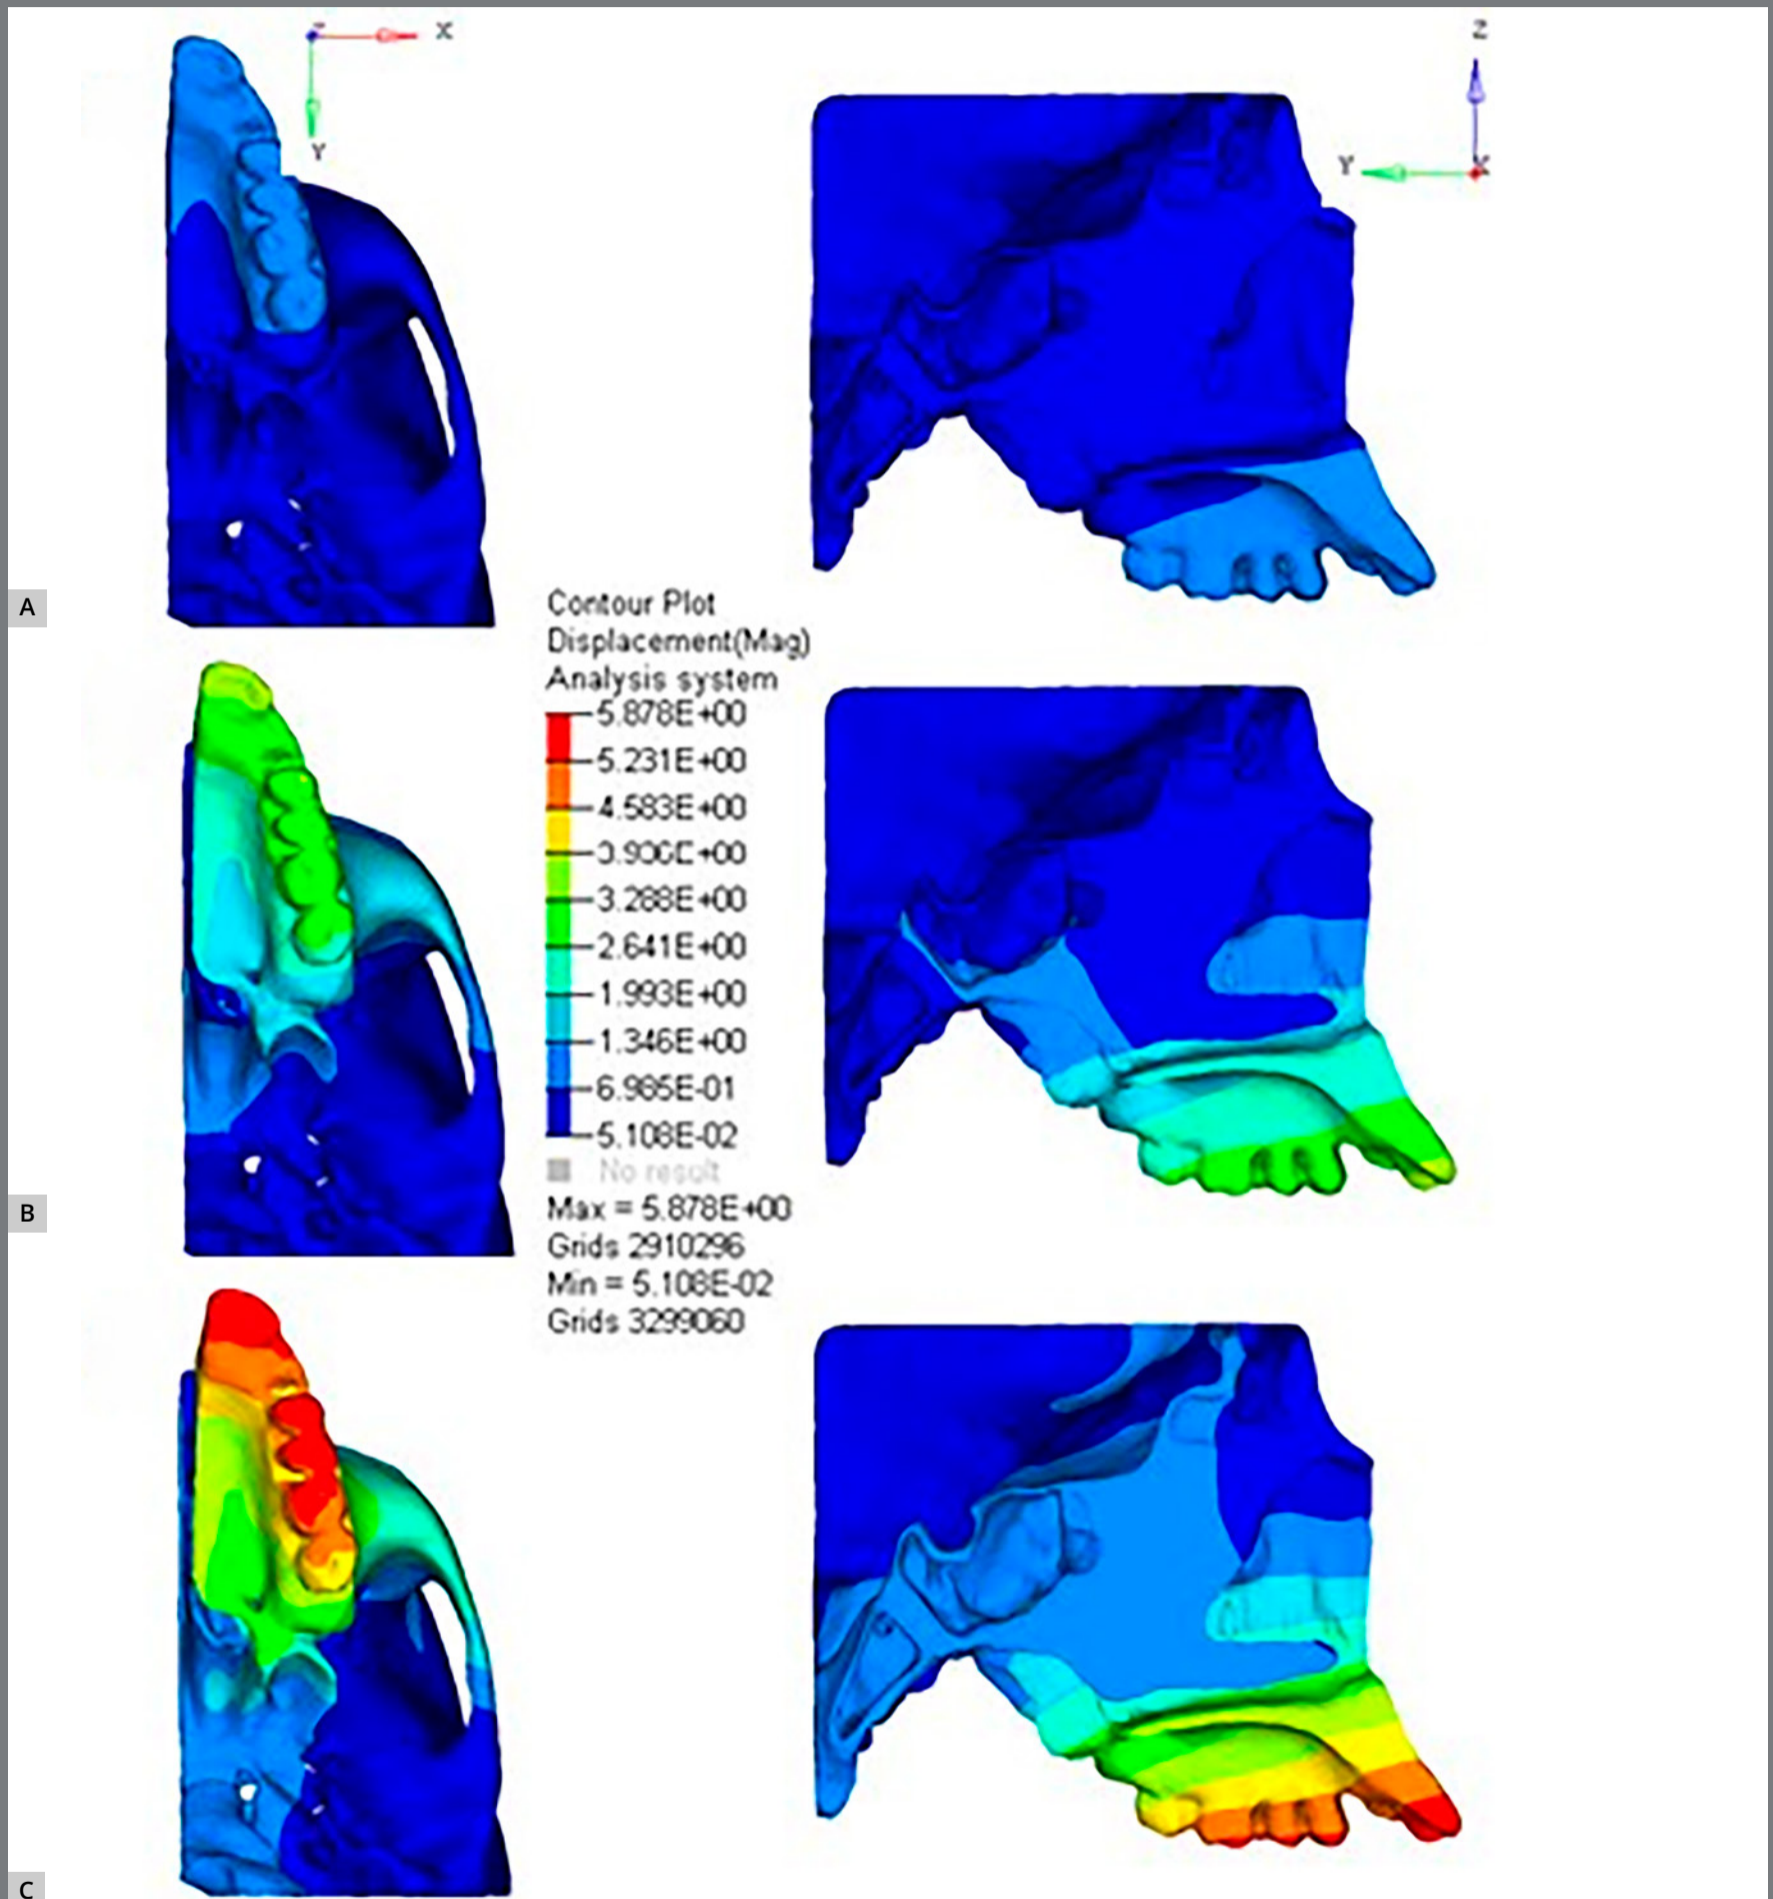 X
Y
Z
Y
X
A
Contour Plot
Displacement(Mag)
Analysis system
5.878E+00
5.231E+00
4.583E+00
3.288E+00
2.641E+00
1.993E+00
1.346E+00
6.985E-01
5.108E-02
No result
Max = 5.878E+00
Grids 2910296
Min = 5.108E-02
Grids 3299060
B
C